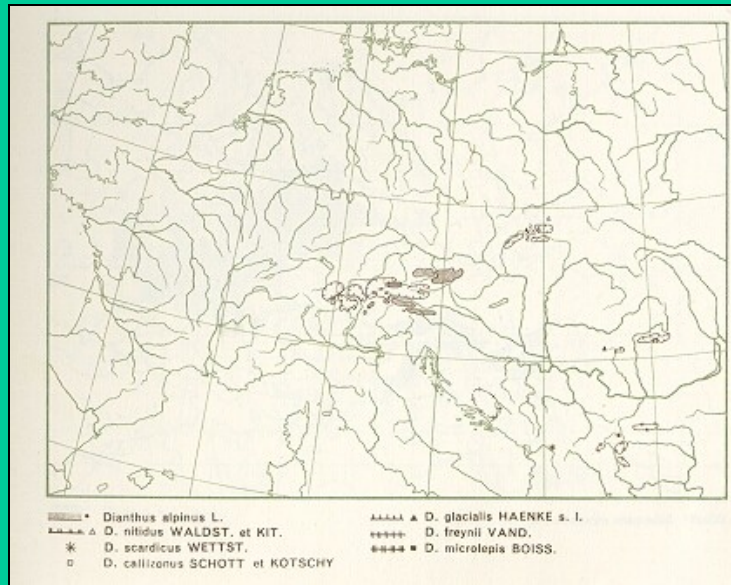 Dianthus alpinus L.
D. nitidus WALDST. et KIT.
D. scardicus WETTST.
D. callizonus SCHOTT et KOTSCHY
D. glacialis HAENKE s. l.
D. freynii VAND.
D. microlepis BOISS.